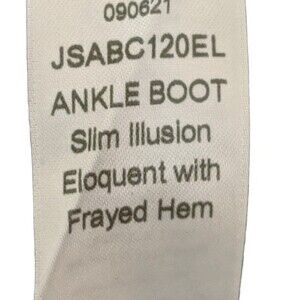 090621
JSABC120EL
ANKLE BOOT
Slim Illusion
Eloquent with
Frayed Hem